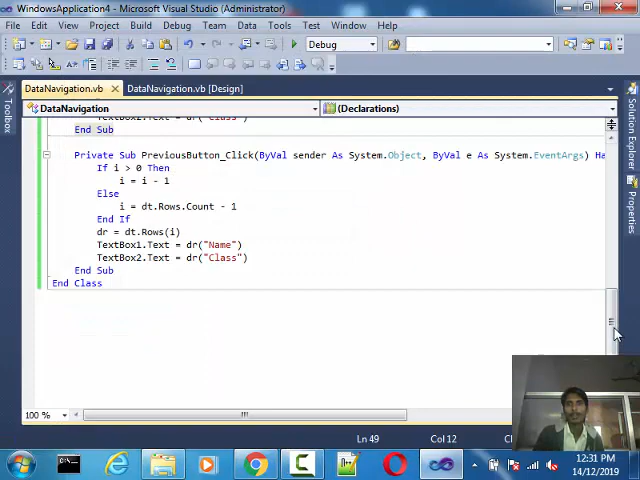 WindowsApplication4 - Microsoft Visual Studio (Administrator)
File Edit View Project Build Debug Team Data Tools Test Window Help
Debug
DataNavigation.vb DataNavigation.vb [Design]
DataNavigation (Declarations)
TextBox2.Text = dr("Class")
End Sub
Private Sub PreviousButton_Click(ByVal sender As System.Object, ByVal e As System.EventArgs) Ha
If i > 0 Then
i = i - 1
Else
i = dt.Rows.Count - 1
End If
dr = dt.Rows(i)
TextBox1.Text = dr("Name")
TextBox2.Text = dr("Class")
End Sub
End Class
Toolbox
Solution Explorer
Properties
100 %
Ln 49 Col 12
12:31 PM
14/12/2019